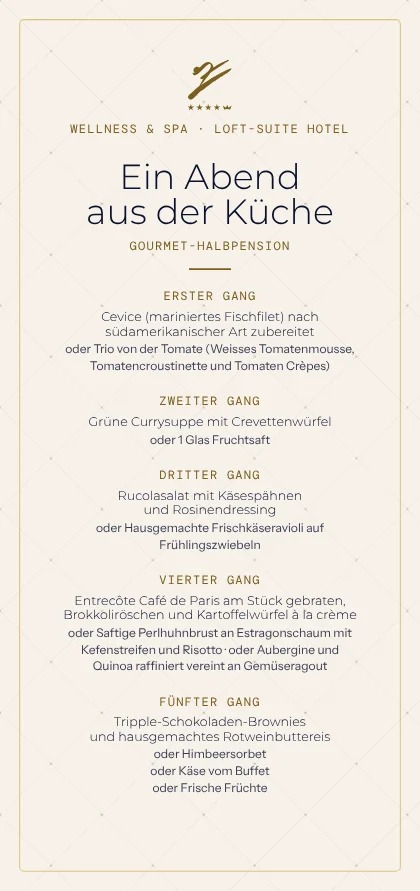 WELLNESS & SPA · LOFT-SUITE HOTEL
Ein Abend
aus der Küche
GOURMET-HALBPENSION
ERSTER GANG
Cevice (mariniertes Fischfilet) nach
südamerikanischer Art zubereitet
oder Trio von der Tomate (Weisses Tomatenmousse,
Tomatencroustinette und Tomaten Crèpes)
ZWEITER GANG
Grüne Currysuppe mit Crevettenwürfel
oder 1 Glas Fruchtsaft
DRITTER GANG
Rucolasalat mit Käsespähnen
und Rosinendressing
oder Hausgemachte Frischkäseravioli auf
Frühlingszwiebeln
VIERTER GANG
Entrecôte Café de Paris am Stück gebraten,
Brokkoliröschen und Kartoffelwürfel à la crème
oder Saftige Perlhuhnbrust an Estragonschaum mit
Kefenstreifen und Risotto · oder Aubergine und
Quinoa raffiniert vereint an Gemüseragout
FÜNFTER GANG
Tripple-Schokoladen-Brownies
und hausgemachtes Rotweinbuttereis
oder Himbeersorbet
oder Käse vom Buffet
oder Frische Früchte